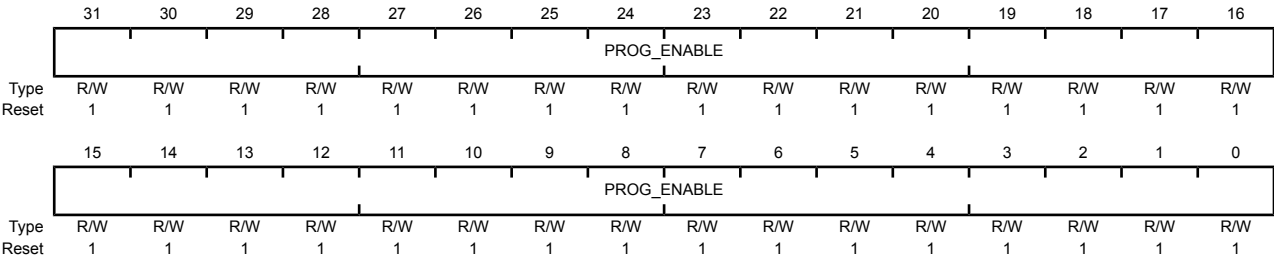 31 30 29 28 27 26 25 24 23 22 21 20 19 18 17 16
PROG_ENABLE
Type R/W R/W R/W R/W R/W R/W R/W R/W R/W R/W R/W R/W R/W R/W R/W R/W
Reset 1 1 1 1 1 1 1 1 1 1 1 1 1 1 1 1
15 14 13 12 11 10 9 8 7 6 5 4 3 2 1 0
PROG_ENABLE
Type R/W R/W R/W R/W R/W R/W R/W R/W R/W R/W R/W R/W R/W R/W R/W R/W
Reset 1 1 1 1 1 1 1 1 1 1 1 1 1 1 1 1